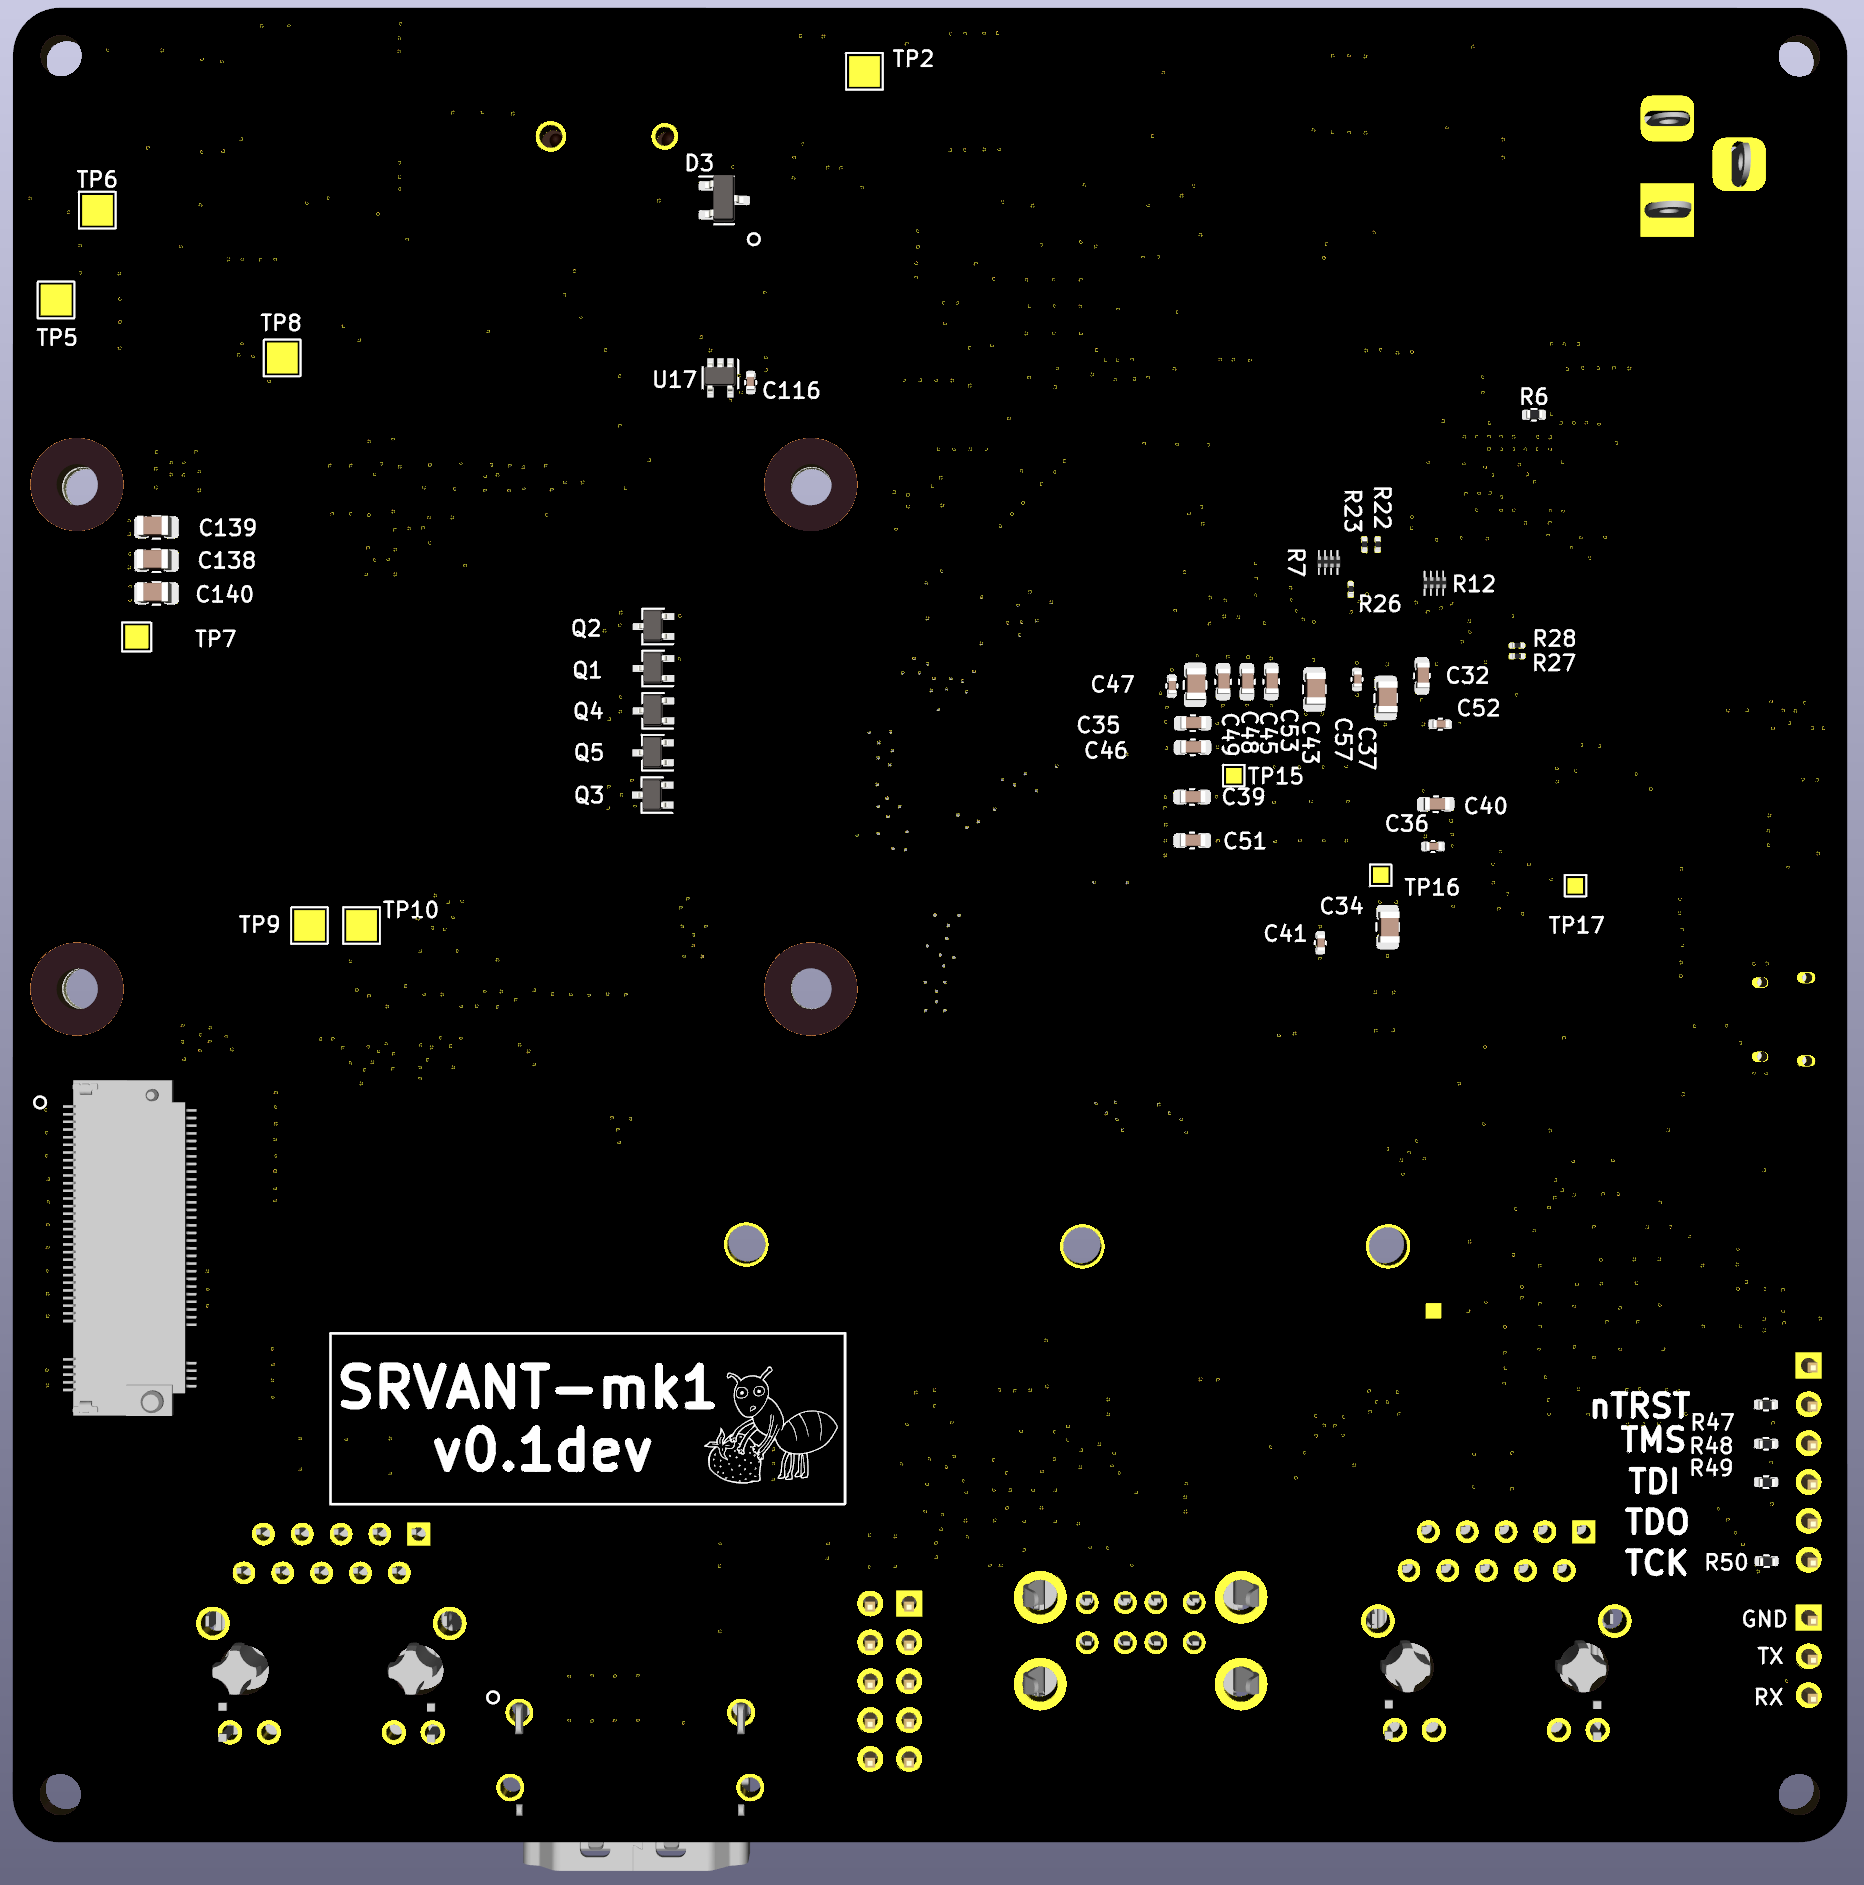 TP2
D3
TP6
TP5
TP8
U17
C116
R6
R23
R22
C139
C138
C140
TP7
R7
R12
R26
Q2
Q1
Q4
Q5
Q3
R28
R27
C47
C32
C52
C35
C46
C49
C48
C45
C53
C43
C57
C37
TP15
C39
C40
C36
C51
TP16
TP17
C34
C41
TP9
TP10
SRVANT-mk1
v0.1dev
nTRST
R47
TMS
R48
R49
TDI
TDO
TCK
R50
GND
TX
RX